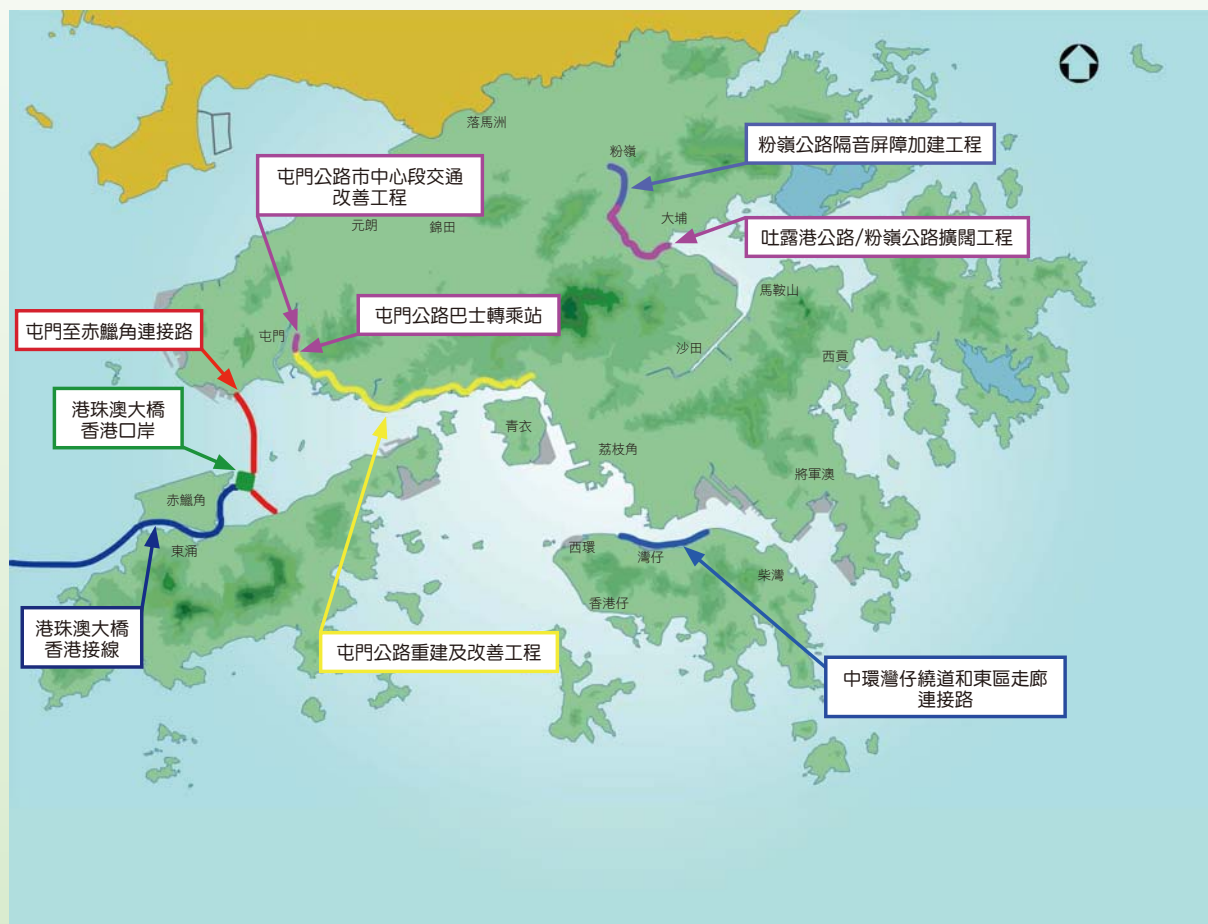 落馬洲
粉嶺
粉嶺公路隔音屏障加建工程
屯門公路市中心段交通
改善工程
元朗
錦田
大埔
吐露港公路/粉嶺公路擴闊工程
馬鞍山
屯門公路巴士轉乘站
屯門至赤鱲角連接路
屯門
沙田
西貢
港珠澳大橋
香港口岸
青衣
荔枝角
將軍澳
赤鱲角
東涌
西環
灣仔
柴灣
香港仔
港珠澳大橋
香港接線
屯門公路重建及改善工程
中環灣仔繞道和東區走廊
連接路